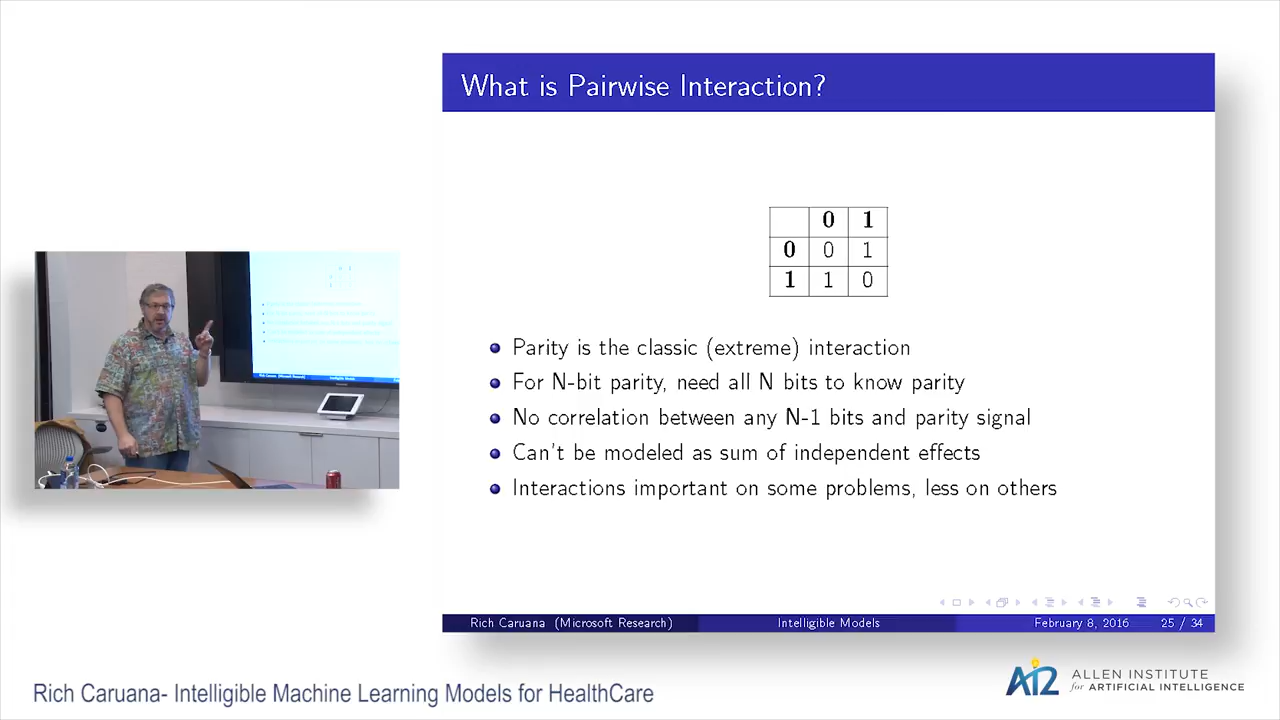 What is Pairwise Interaction?
0 1
0 0 1
1 1 0
Parity is the classic (extreme) interaction
For N-bit parity, need all N bits to know parity
No correlation between any N-1 bits and parity signal
Can't be modeled as sum of independent effects
Interactions important on some problems, less on others
Rich Caruana (Microsoft Research) Intelligible Models February 8, 2016 25 / 34
Rich Caruana- Intelligible Machine Learning Models for HealthCare
AI2 ALLEN INSTITUTE
for ARTIFICIAL INTELLIGENCE